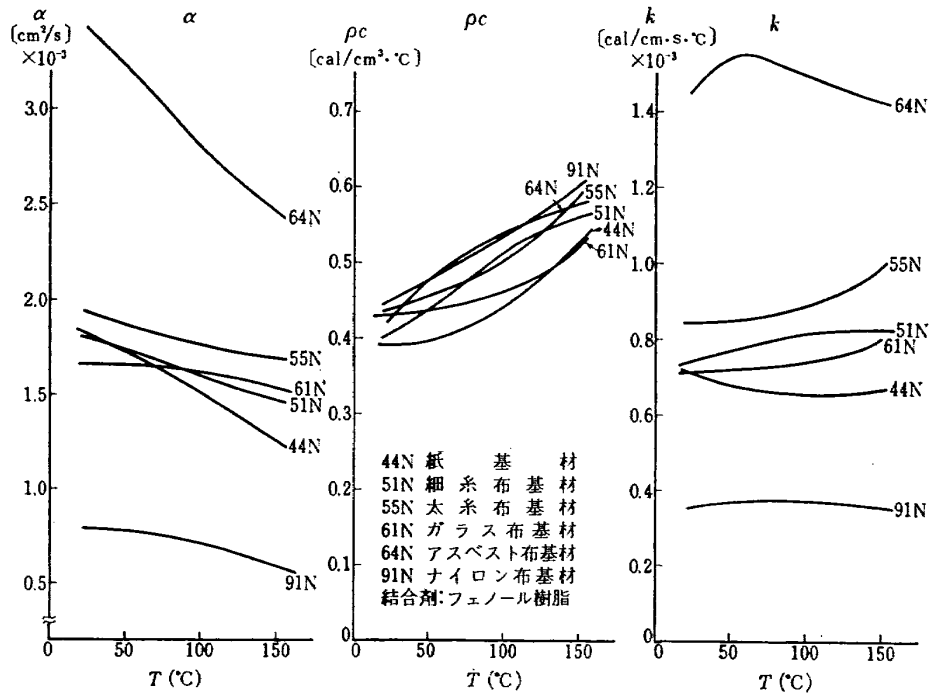 α
[cm²/s]
×10⁻³
α
3.0
2.5
2.0
1.5
1.0
0.5
64N
55N
61N
51N
44N
91N
0
50
100
150
T (°C)
ρc
[cal/cm³·°C]
ρc
0.7
0.6
0.5
0.4
0.3
0.2
0.1
0
91N
64N
55N
51N
44N
61N
44N 紙基材
51N 細糸布基材
55N 太糸布基材
61N ガラス布基材
64N アスベスト布基材
91N ナイロン布基材
結合剤:フェノール樹脂
0
50
100
150
T (°C)
k
[cal/cm·s·°C]
×10⁻³
k
1.4
1.2
1.0
0.8
0.6
0.4
0.2
0
64N
55N
51N
61N
44N
91N
0
50
100
150
T (°C)